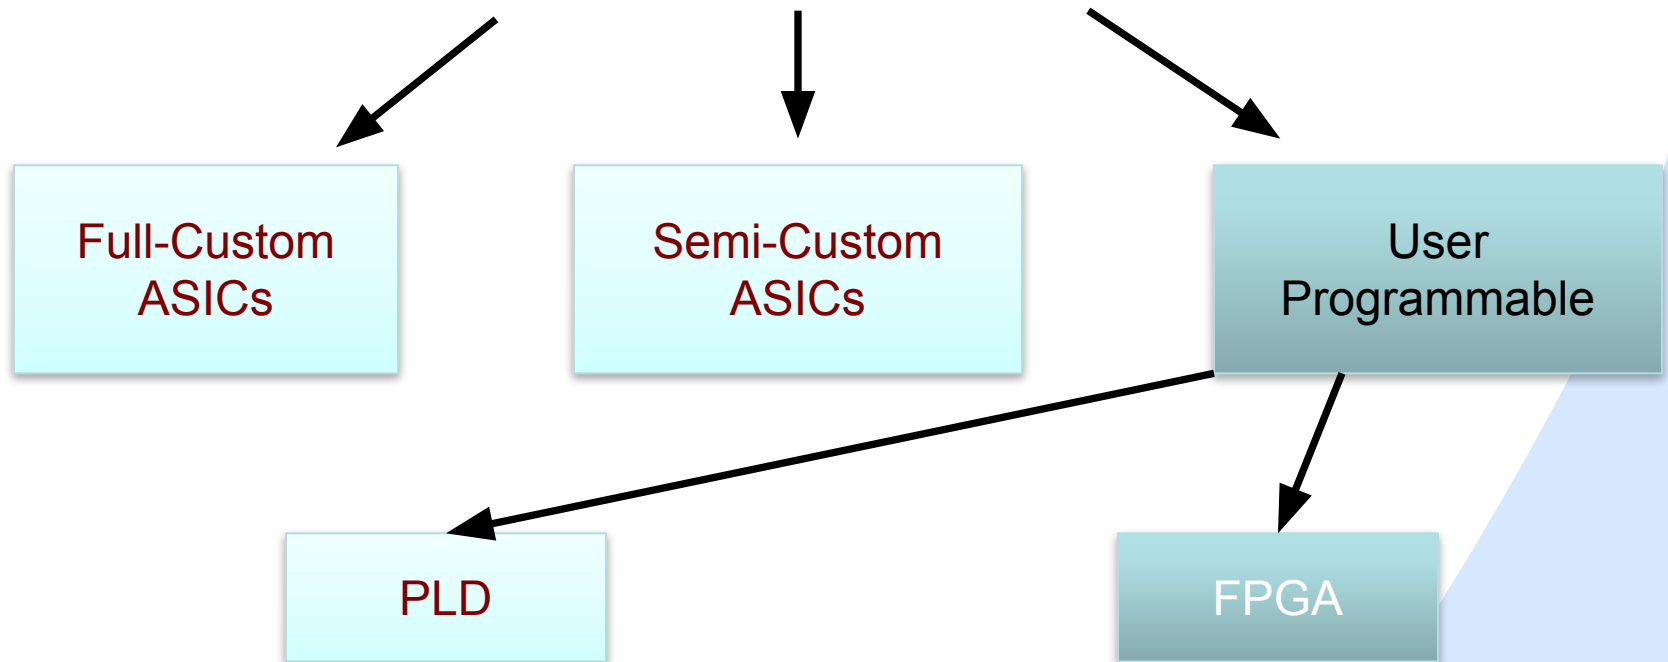 Full-Custom
ASICs
Semi-Custom
ASICs
User
Programmable
PLD
FPGA